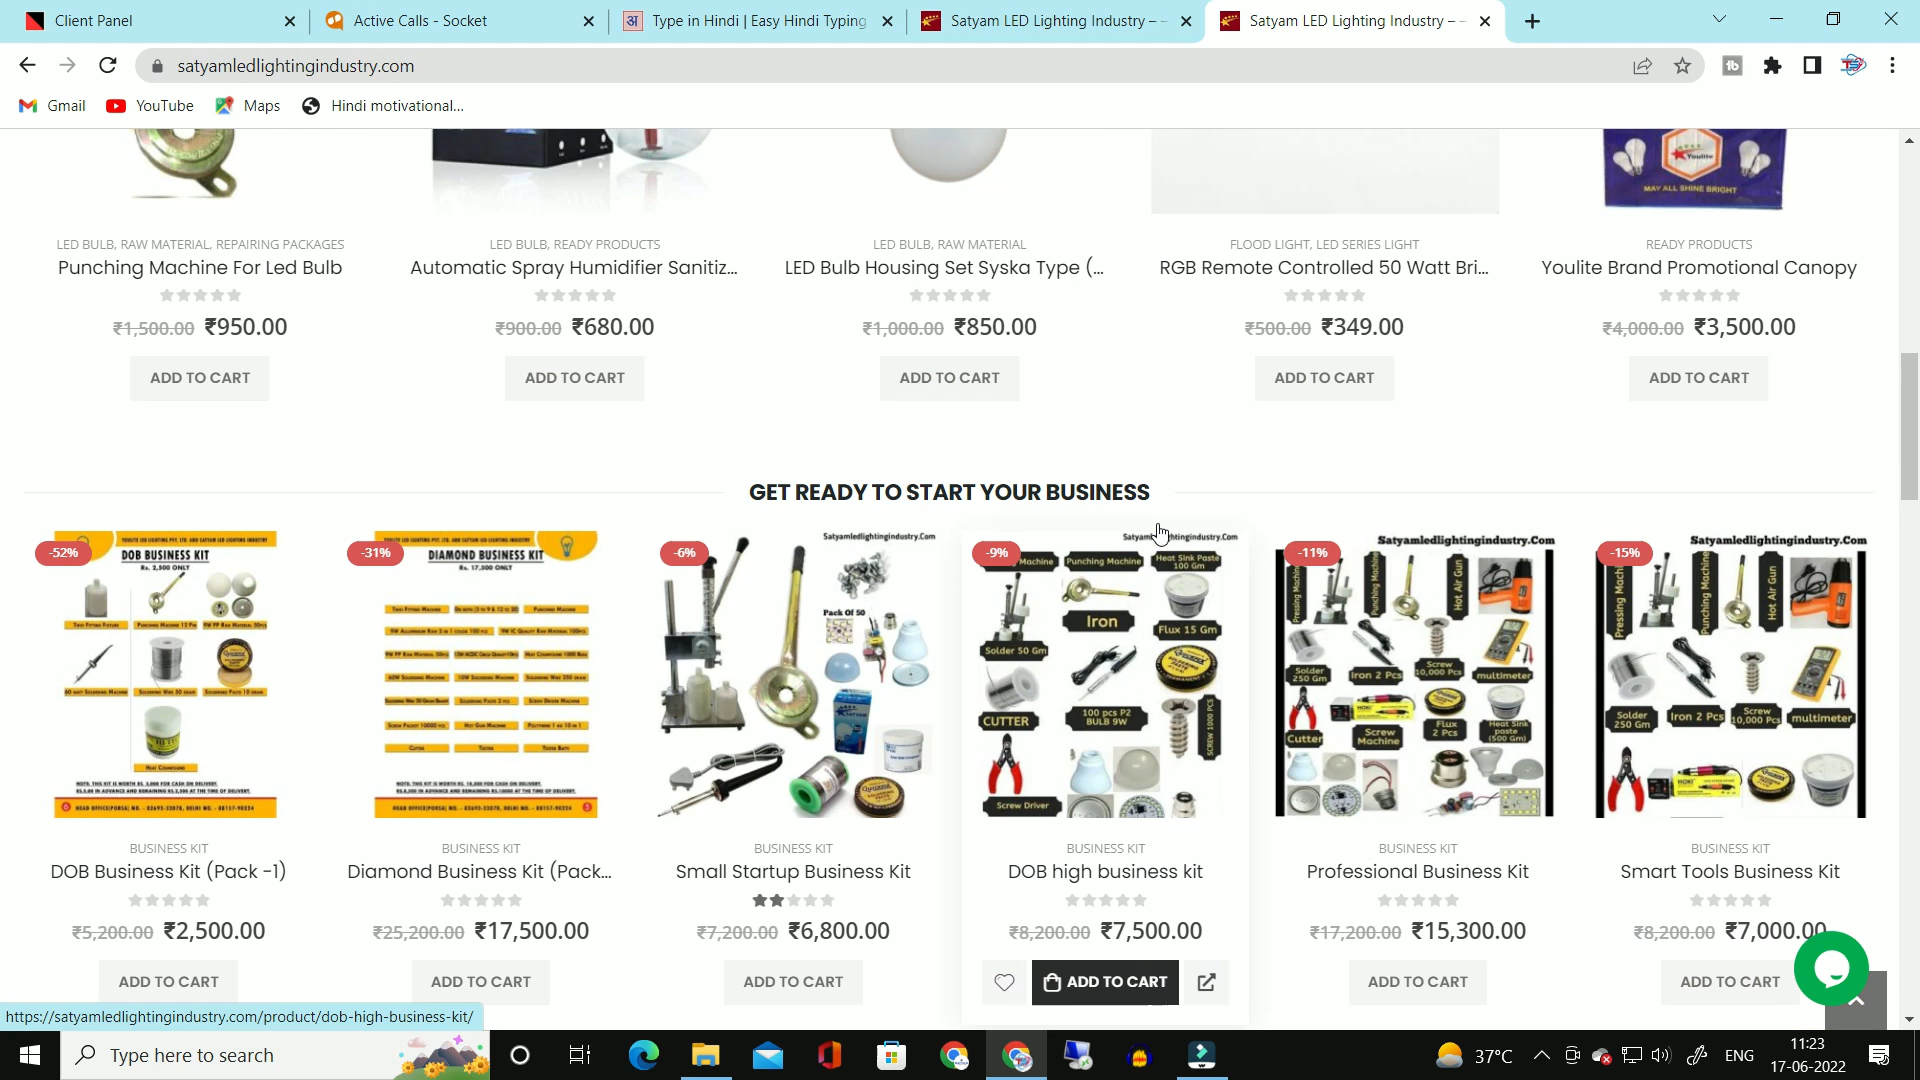 Client Panel
Active Calls - Socket
Type in Hindi | Easy Hindi Typing
Satyam LED Lighting Industry –
Satyam LED Lighting Industry –
satyamledlightingindustry.com
Gmail
YouTube
Maps
Hindi motivational...
Youlite
MAY ALL SHINE BRIGHT
LED BULB, RAW MATERIAL, REPAIRING PACKAGES
LED BULB, READY PRODUCTS
LED BULB, RAW MATERIAL
FLOOD LIGHT, LED SERIES LIGHT
READY PRODUCTS
Punching Machine For Led Bulb
Automatic Spray Humidifier Sanitiz...
LED Bulb Housing Set Syska Type (...
RGB Remote Controlled 50 Watt Bri...
Youlite Brand Promotional Canopy
₹1,500.00 ₹950.00
₹900.00 ₹680.00
₹1,000.00 ₹850.00
₹500.00 ₹349.00
₹4,000.00 ₹3,500.00
ADD TO CART
ADD TO CART
ADD TO CART
ADD TO CART
ADD TO CART
GET READY TO START YOUR BUSINESS
-52%
DOB BUSINESS KIT
Rs. 2,500 ONLY
-31%
DIAMOND BUSINESS KIT
Rs. 17,500 ONLY
-6%
Satyamledlightingindustry.Com
Pack Of 50
-9%
Machine
Punching Machine
Heat Sink Paste
100 Gm
Iron
Flux 15 Gm
Solder 50 Gm
CUTTER
100 pcs P2
BULB 9W
SCREW 1000 PCS
Screw Driver
-11%
Satyamledlightingindustry.Com
Pressing Machine
Punching Machine
Hot Air Gun
Solder
250 Gm
Iron 2 Pcs
Screw
10,000 Pcs
multimeter
Cutter
Screw
Machine
Flux
2 Pcs
Heat Sink
paste
(500 Gm)
-15%
Satyamledlightingindustry.Com
Pressing Machine
Punching Machine
Hot Air Gun
Solder
250 Gm
Iron 2 Pcs
Screw
10,000 Pcs
multimeter
BUSINESS KIT
BUSINESS KIT
BUSINESS KIT
BUSINESS KIT
BUSINESS KIT
BUSINESS KIT
DOB Business Kit (Pack -1)
Diamond Business Kit (Pack...
Small Startup Business Kit
DOB high business kit
Professional Business Kit
Smart Tools Business Kit
₹5,200.00 ₹2,500.00
₹25,200.00 ₹17,500.00
₹7,200.00 ₹6,800.00
₹8,200.00 ₹7,500.00
₹17,200.00 ₹15,300.00
₹8,200.00 ₹7,000.00
ADD TO CART
ADD TO CART
ADD TO CART
ADD TO CART
ADD TO CART
ADD TO CART
https://satyamledlightingindustry.com/product/dob-high-business-kit/
Type here to search
37°C
ENG
11:23
17-06-2022